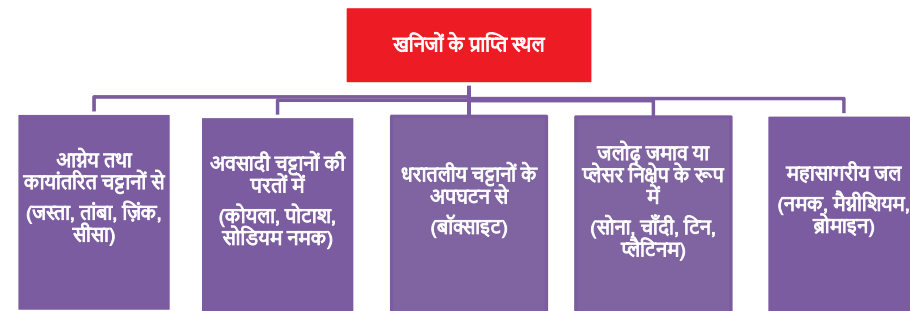 खनिजों के प्राप्ति स्थल
आग्नेय तथा
कायांतरित चट्टानों से
(जस्ता, तांबा, ज़िंक,
सीसा)
अवसादी चट्टानों की
परतों में
(कोयला, पोटाश,
सोडियम नमक)
धरातलीय चट्टानों के
अपघटन से
(बॉक्साइट)
जलोढ़ जमाव या
प्लेसर निक्षेप के रूप
में
(सोना, चाँदी, टिन,
प्लैटिनम)
महासागरीय जल
(नमक, मैग्नीशियम,
ब्रोमाइन)